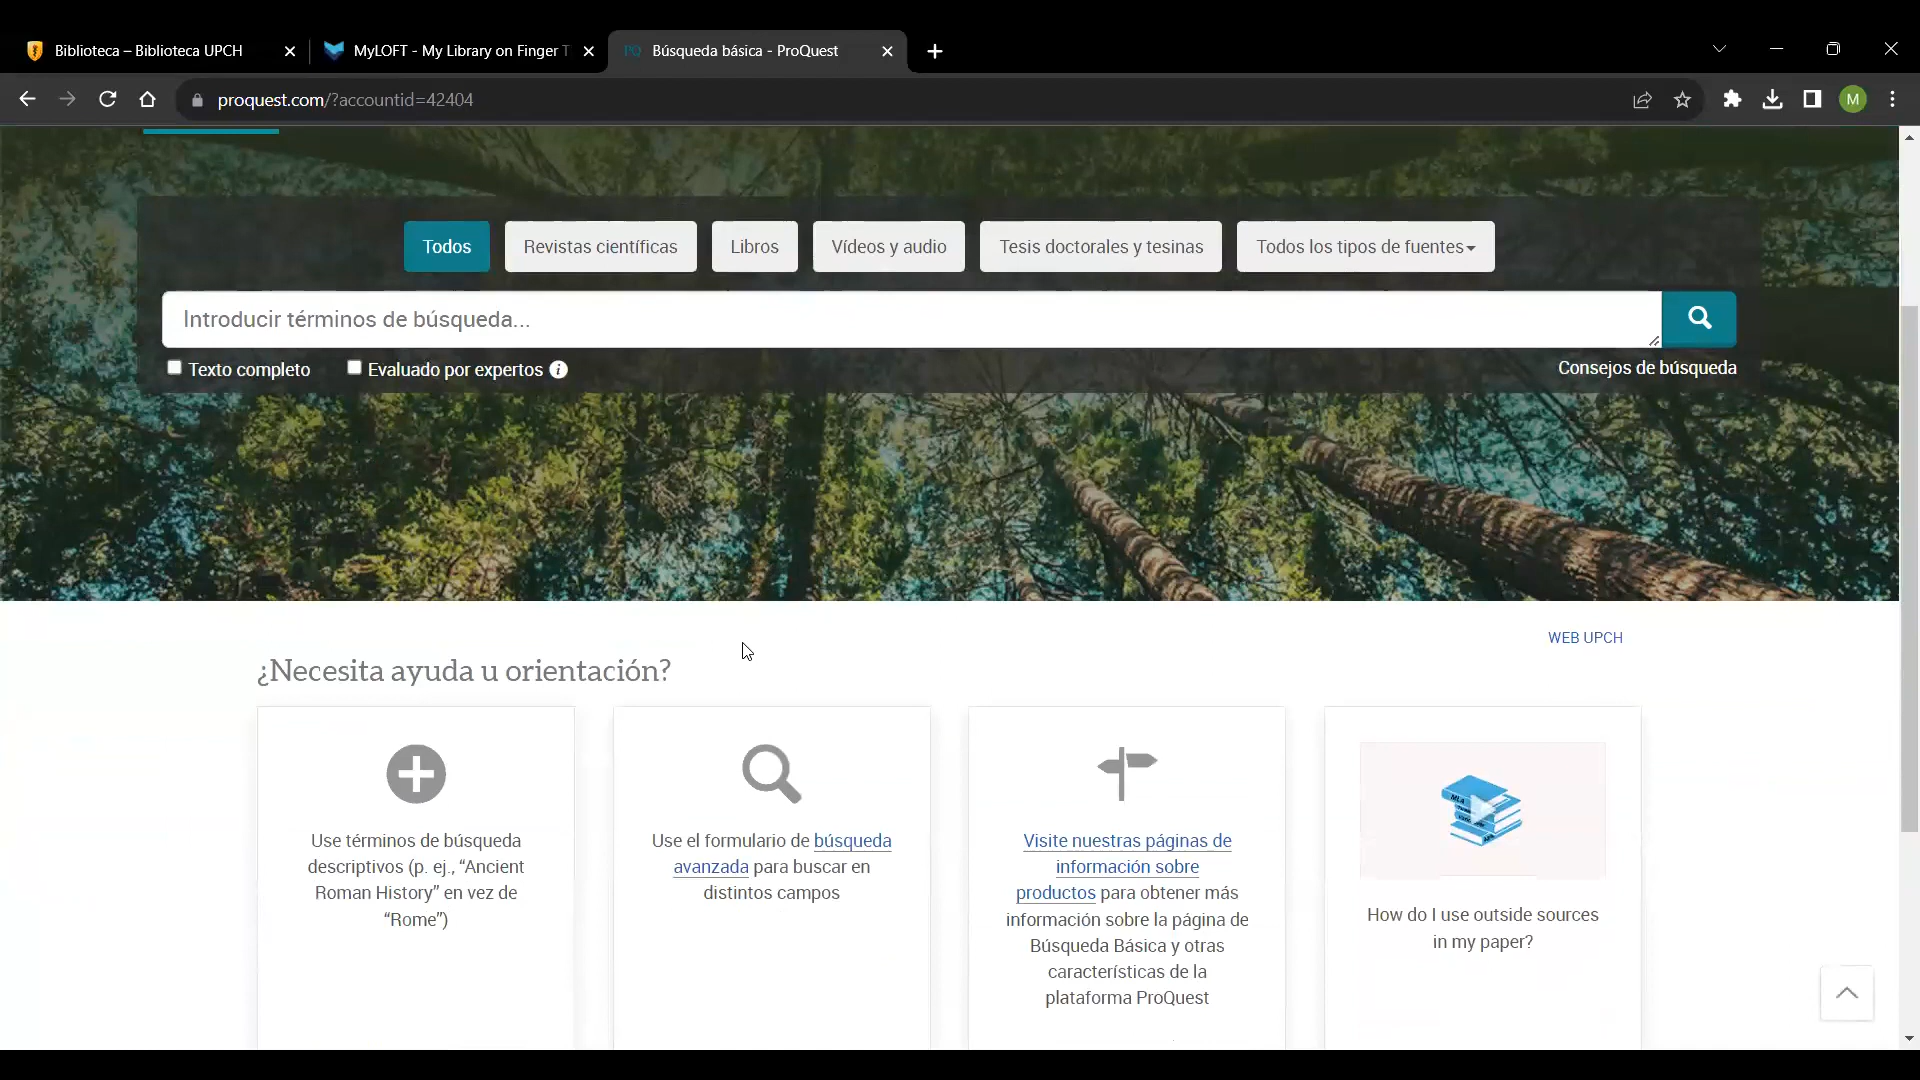 Biblioteca – Biblioteca UPCH
MyLOFT - My Library on Finger T
PQ
Búsqueda básica - ProQuest
proquest.com/?accountid=42404
M
Todos
Revistas científicas
Libros
Vídeos y audio
Tesis doctorales y tesinas
Todos los tipos de fuentes
Introducir términos de búsqueda...
Texto completo
Evaluado por expertos
i
Consejos de búsqueda
WEB UPCH
¿Necesita ayuda u orientación?
Use términos de búsqueda
descriptivos (p. ej., “Ancient
Roman History” en vez de
“Rome”)
Use el formulario de búsqueda
avanzada para buscar en
distintos campos
Visite nuestras páginas de
información sobre
productos para obtener más
información sobre la página de
Búsqueda Básica y otras
características de la
plataforma ProQuest
MLA
How do I use outside sources
in my paper?